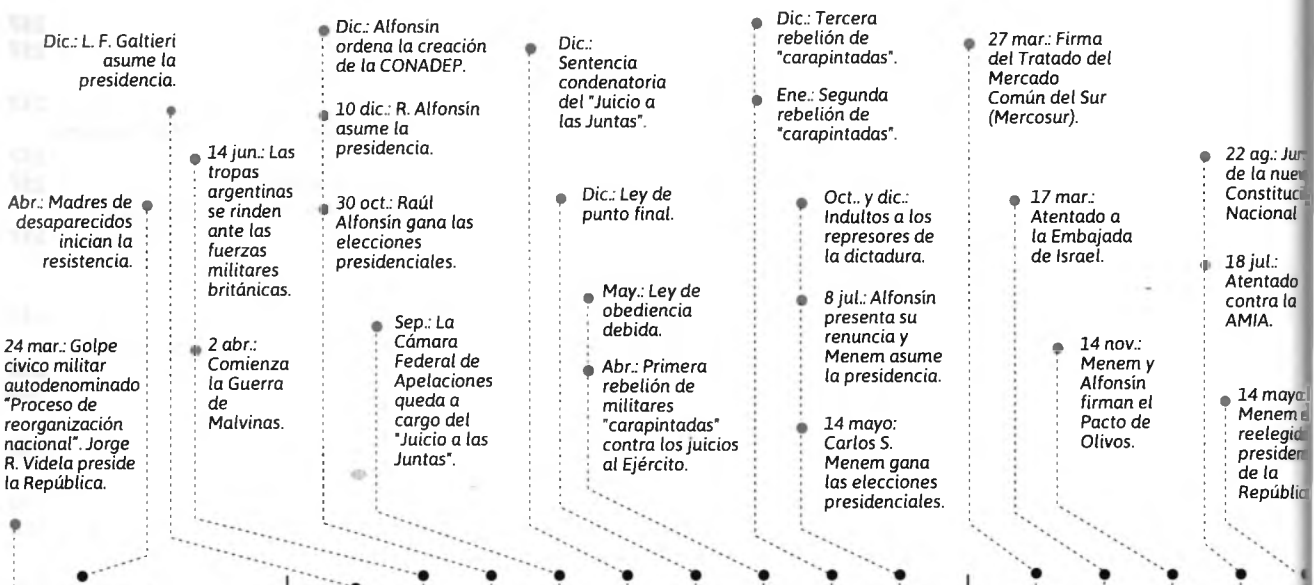 Dic.: L. F. Galtieri
asume la
presidencia.
Abr.: Madres de
desaparecidos
inician la
resistencia.
24 mar.: Golpe
cívico militar
autodenominado
"Proceso de
reorganización
nacional". Jorge
R. Videla preside
la República.
14 jun.: Las
tropas
argentinas
se rinden
ante las
fuerzas
militares
británicas.
2 abr.:
Comienza
la Guerra
de
Malvinas.
Dic.: Alfonsín
ordena la creación
de la CONADEP.
10 dic.: R. Alfonsín
asume la
presidencia.
30 oct.: Raúl
Alfonsín gana las
elecciones
presidenciales.
Sep.: La
Cámara
Federal de
Apelaciones
queda a
cargo del
"Juicio a las
Juntas".
Dic.:
Sentencia
condenatoria
del "Juicio a
las Juntas".
Dic.: Ley de
punto final.
May.: Ley de
obediencia
debida.
Abr.: Primera
rebelión de
militares
"carapintadas"
contra los juicios
al Ejército.
Dic.: Tercera
rebelión de
"carapintadas".
Ene.: Segunda
rebelión de
"carapintadas".
Oct.. y dic.:
Indultos a los
represores de
la dictadura.
8 jul.: Alfonsín
presenta su
renuncia y
Menem asume
la presidencia.
14 mayo:
Carlos S.
Menem gana
las elecciones
presidenciales.
27 mar.: Firma
del Tratado del
Mercado
Común del Sur
(Mercosur).
17 mar.:
Atentado a
la Embajada
de Israel.
14 nov.:
Menem y
Alfonsín
firman el
Pacto de
Olivos.
22 ag.:
de la
Nacional
18 jul.:
Atentado
contra la
AMIA.
14
Menem
de la